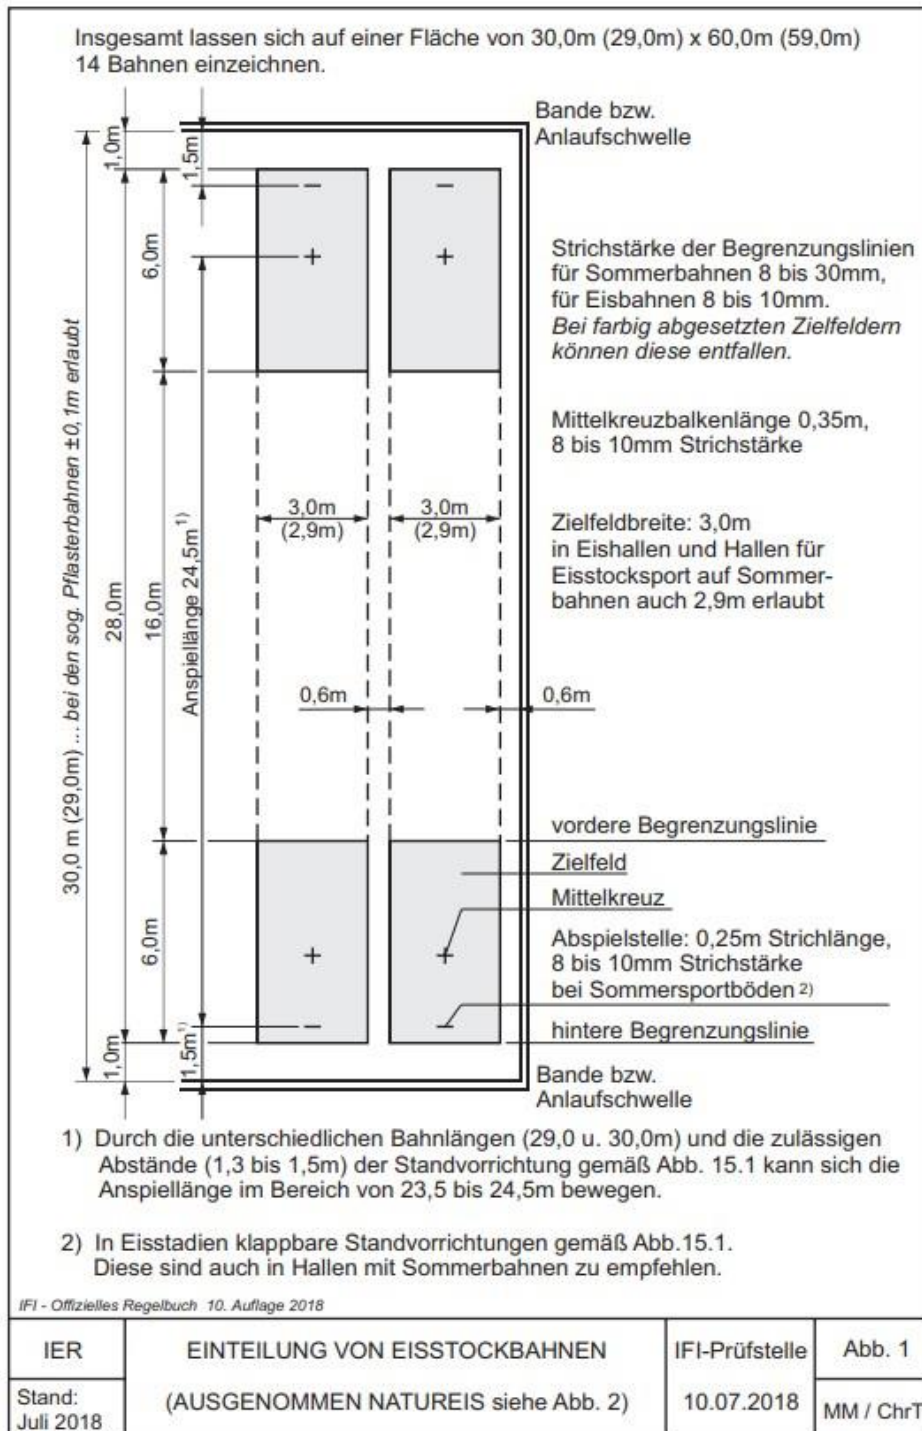 Insgesamt lassen sich auf einer Fläche von 30,0m (29,0m) x 60,0m (59,0m)
14 Bahnen einzeichnen.
Bande bzw.
Anlaufschwelle
1,0m
1,5m
6,0m
Strichstärke der Begrenzungslinien
für Sommerbahnen 8 bis 30mm,
für Eisbahnen 8 bis 10mm.
Bei farbig abgesetzten Zielfeldern
können diese entfallen.
Mittelkreuzbalkenlänge 0,35m,
8 bis 10mm Strichstärke
30,0 m (29,0m) ... bei den sog. Pflasterbahnen ±0,1m erlaubt
28,0m
16,0m
Anspiellänge 24,5m 1)
3,0m
(2,9m)
3,0m
(2,9m)
Zielfeldbreite: 3,0m
in Eishallen und Hallen für
Eisstocksport auf Sommer-
bahnen auch 2,9m erlaubt
0,6m
0,6m
vordere Begrenzungslinie
Zielfeld
Mittelkreuz
6,0m
Abspielstelle: 0,25m Strichlänge,
8 bis 10mm Strichstärke
bei Sommersportböden 2)
hintere Begrenzungslinie
1,0m
1,5m 1)
Bande bzw.
Anlaufschwelle
1) Durch die unterschiedlichen Bahnlängen (29,0 u. 30,0m) und die zulässigen
Abstände (1,3 bis 1,5m) der Standvorrichtung gemäß Abb. 15.1 kann sich die
Anspiellänge im Bereich von 23,5 bis 24,5m bewegen.
2) In Eisstadien klappbare Standvorrichtungen gemäß Abb.15.1.
Diese sind auch in Hallen mit Sommerbahnen zu empfehlen.
IFI - Offizielles Regelbuch 10. Auflage 2018
IER
EINTEILUNG VON EISSTOCKBAHNEN
IFI-Prüfstelle
Abb. 1
Stand:
Juli 2018
(AUSGENOMMEN NATUREIS siehe Abb. 2)
10.07.2018
MM / ChrT